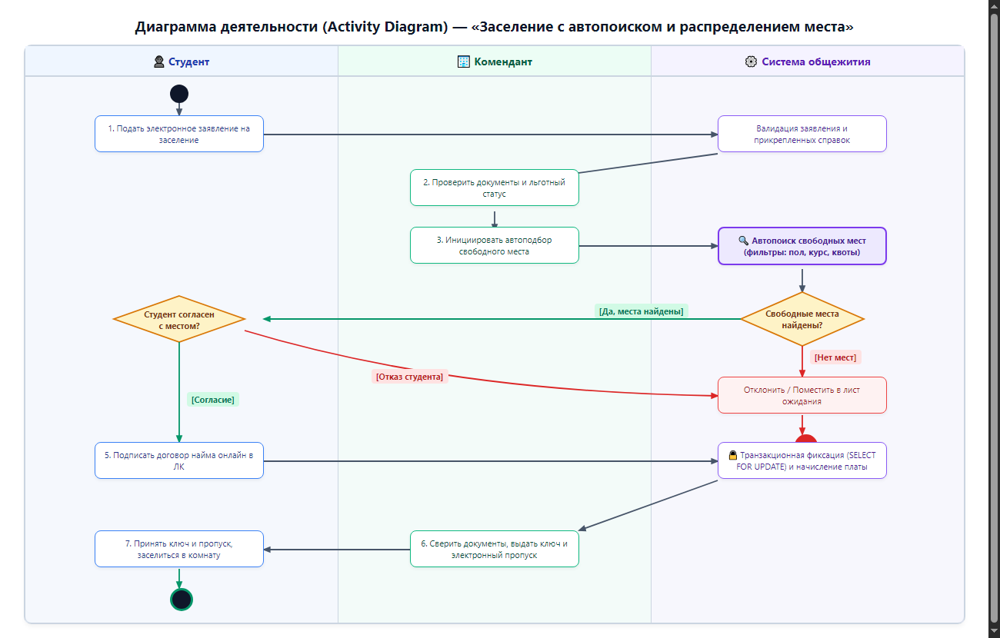 Диаграмма деятельности (Activity Diagram) — «Заселение с автопоиском и распределением места»
Студент
Комендант
Система общежития
1. Подать электронное заявление на
заселение
Валидация заявления и
прикрепленных справок
2. Проверить документы и льготный
статус
3. Инициировать автоподбор
свободного места
Автопоиск свободных мест
(фильтры: пол, курс, квоты)
Студент согласен
с местом?
[Да, места найдены]
Свободные места
найдены?
[Нет мест]
[Отказ студента]
Отклонить / Поместить в лист
ожидания
[Согласие]
5. Подписать договор найма онлайн в
ЛК
Транзакционная фиксация (SELECT
FOR UPDATE) и начисление платы
7. Принять ключ и пропуск,
заселиться в комнату
6. Сверить документы, выдать ключ и
электронный пропуск